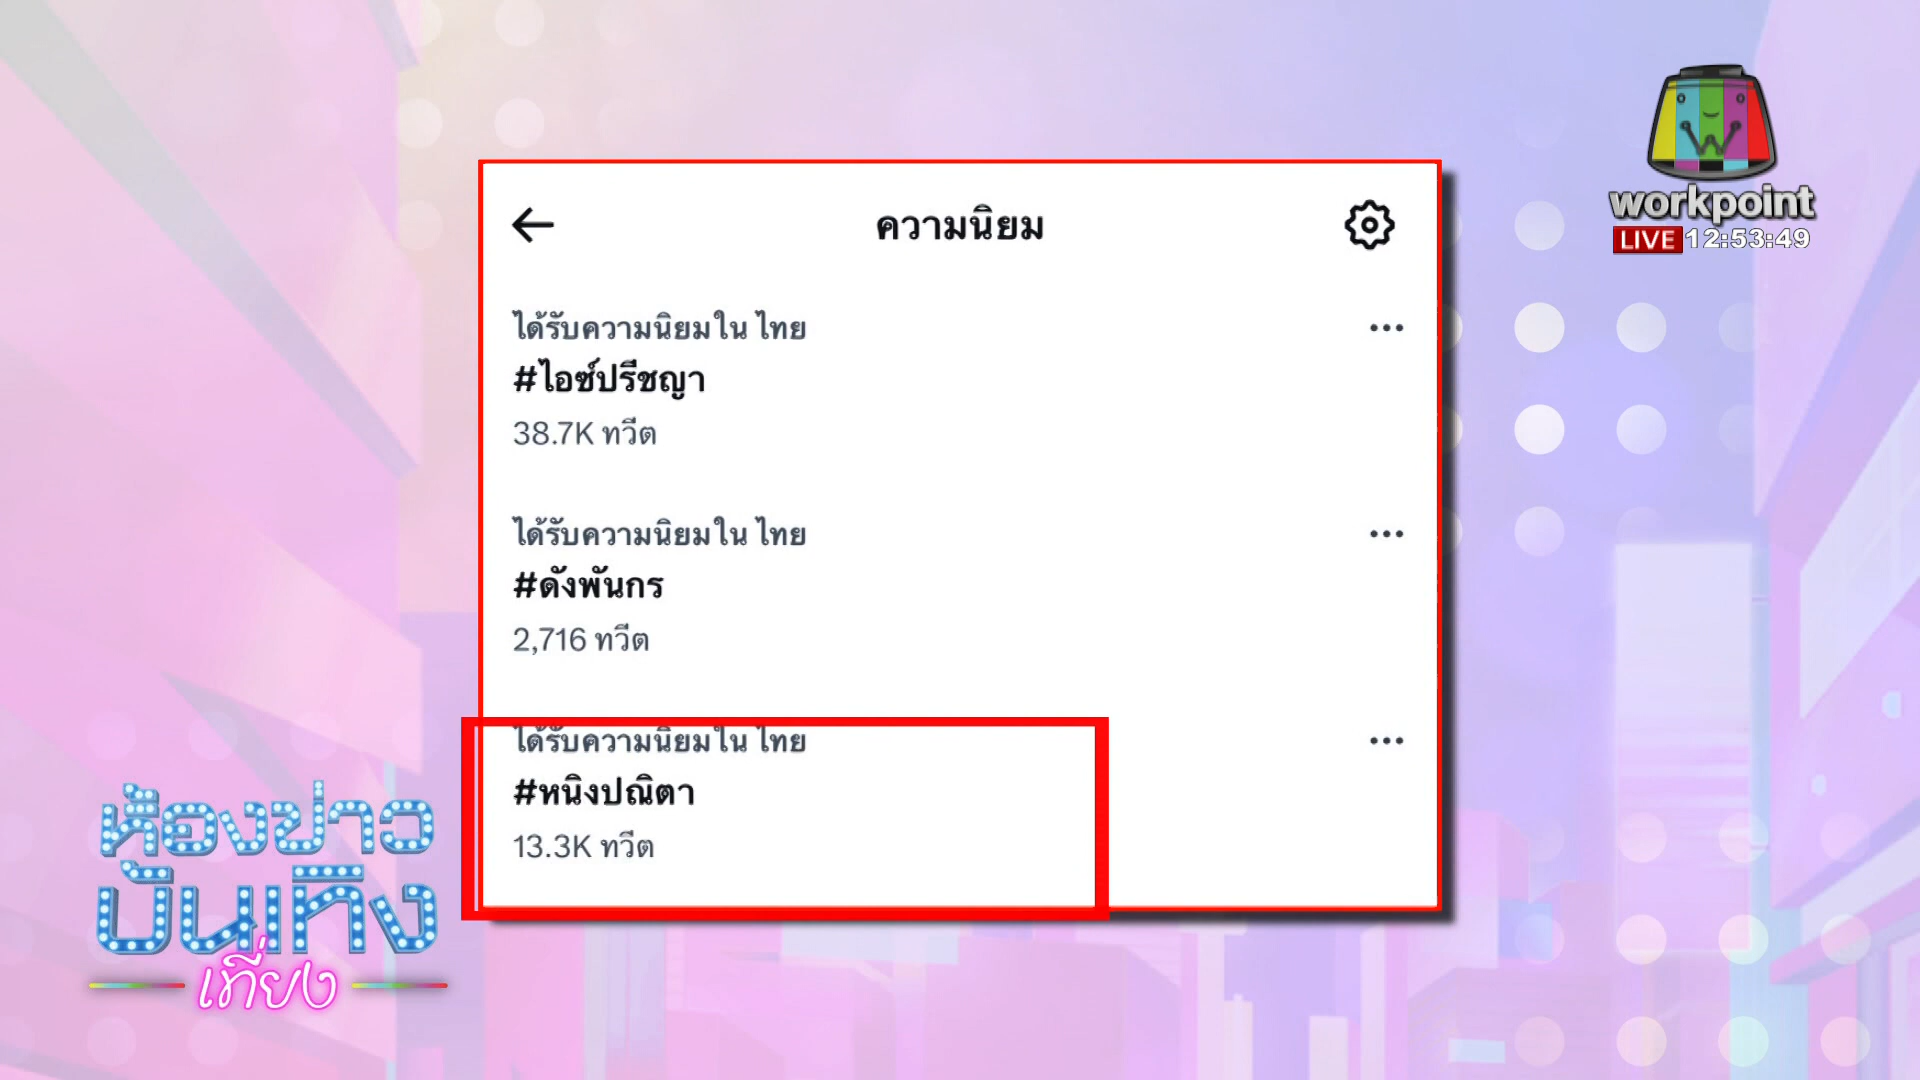 workpoint
LIVE 12:53:49
ความนิยม
ได้รับความนิยมใน ไทย
#ไอซ์ปรีชญา
38.7K ทวีต
ได้รับความนิยมใน ไทย
#ดังพันกร
2,716 ทวีต
ได้รับความนิยมใน ไทย
#หนิงปณิตา
13.3K ทวีต
ห้องข่าว
บันเทิง
เที่ยง